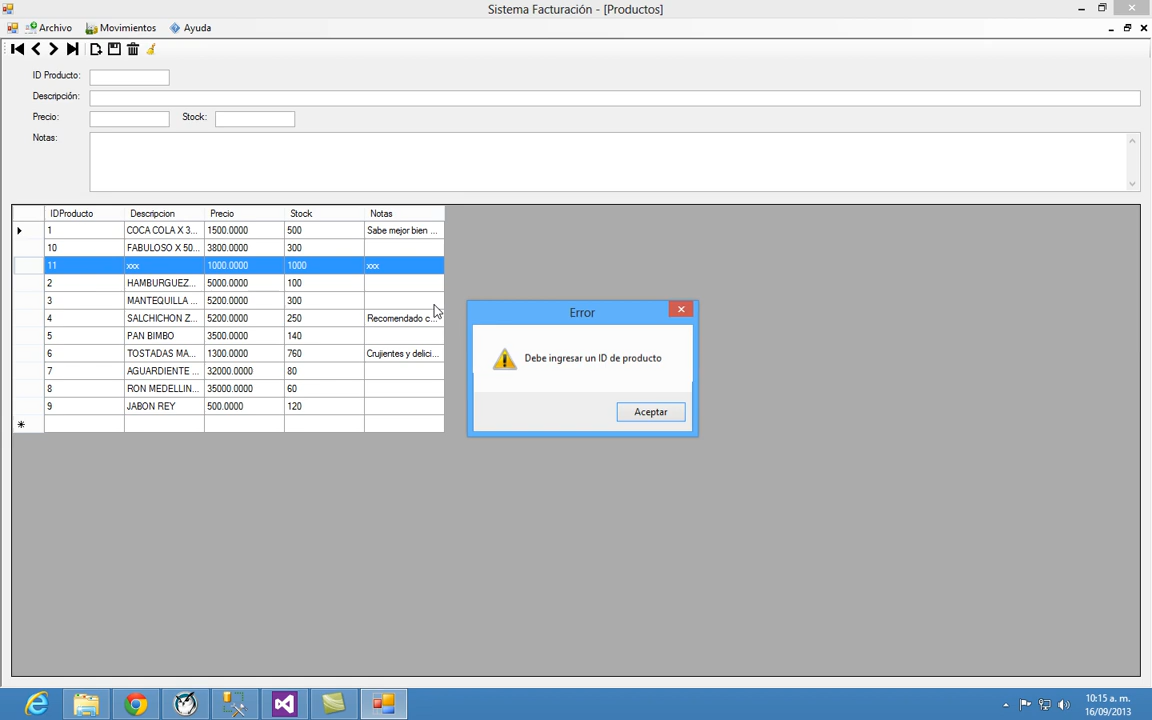 Sistema Facturación - [Productos]
Archivo Movimientos Ayuda
ID Producto:
Descripción:
Precio: Stock:
Notas:
IDProducto Descripcion Precio Stock Notas
1 COCA COLA X 3... 1500.0000 500 Sabe mejor bien ...
10 FABULOSO X 50... 3800.0000 300
11 xxx 1000.0000 1000 xxx
2 HAMBURGUEZ... 5000.0000 100
3 MANTEQUILLA ... 5200.0000 300
4 SALCHICHON Z... 5200.0000 250 Recomendado c...
5 PAN BIMBO 3500.0000 140
6 TOSTADAS MA... 1300.0000 760 Crujientes y delici...
7 AGUARDIENTE ... 32000.0000 80
8 RON MEDELLIN... 35000.0000 60
9 JABON REY 500.0000 120
Error
Debe ingresar un ID de producto
Aceptar
10:15 a. m.
16/09/2013